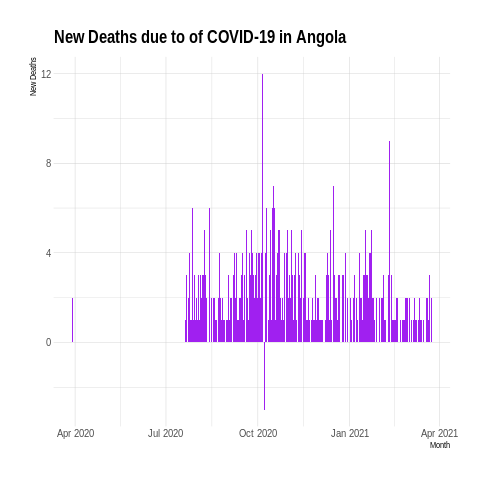 New Deaths due to of COVID-19 in Angola
New Deaths
12
8
4
0
Apr 2020 Jul 2020 Oct 2020 Jan 2021 Apr 2021
Month